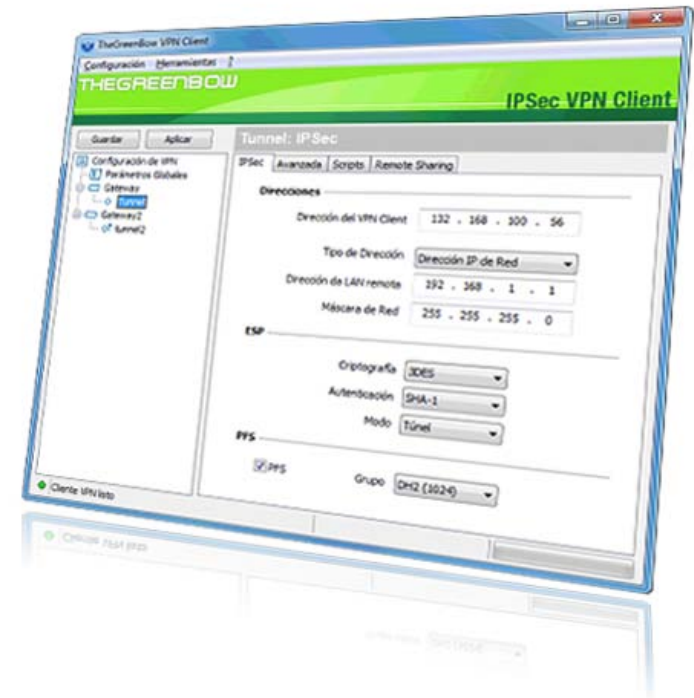 TheGreenBow VPN Client
Configuración Herramientas ?
THEGREENBOW
IPSec VPN Client
Guardar Aplicar
Tunnel: IPSec
Configuración de VPN
Parámetros Globales
Gateway
Tunnel
Gateway2
tunnel2
IPSec Avanzada Scripts Remote Sharing
Direcciones
Dirección del VPN Client 132 . 168 . 100 . 56
Tipo de Dirección Dirección IP de Red
Dirección da LAN remota 192 . 168 . 1 . 1
Máscara de Red 255 . 255 . 255 . 0
ESP
Criptografía 3DES
Autenticación SHA-1
Modo Túnel
PFS
PFS Grupo DH2 (1024)
Cliente VPN listo